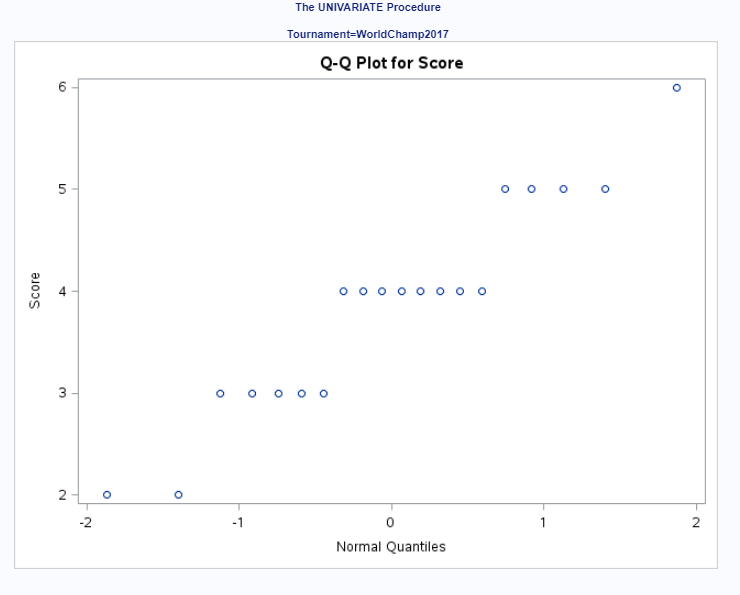 The UNIVARIATE Procedure
Tournament=WorldChamp2017
Q-Q Plot for Score
6
5
4
3
2
Score
-2 -1 0 1 2
Normal Quantiles